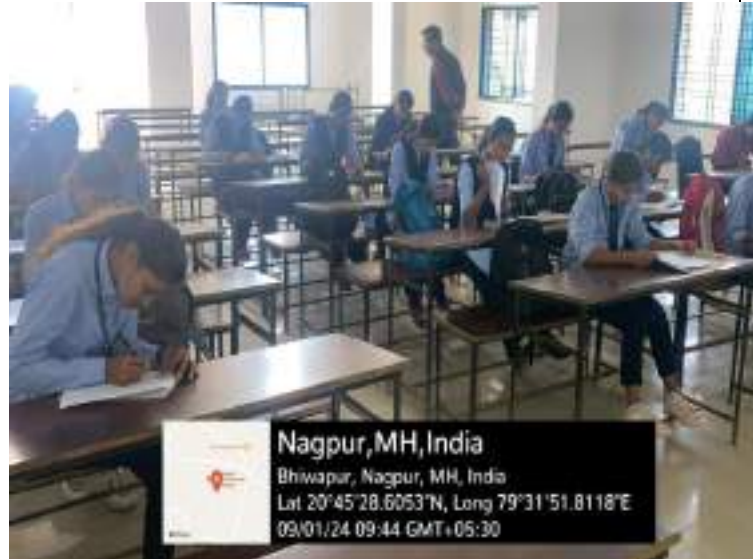 Nagpur,MH,India
Bhiwapur, Nagpur, MH, India
Lat 20°45'28.6053"N, Long 79°31'51.8118"E
09/01/24 09:44 GMT+05:30